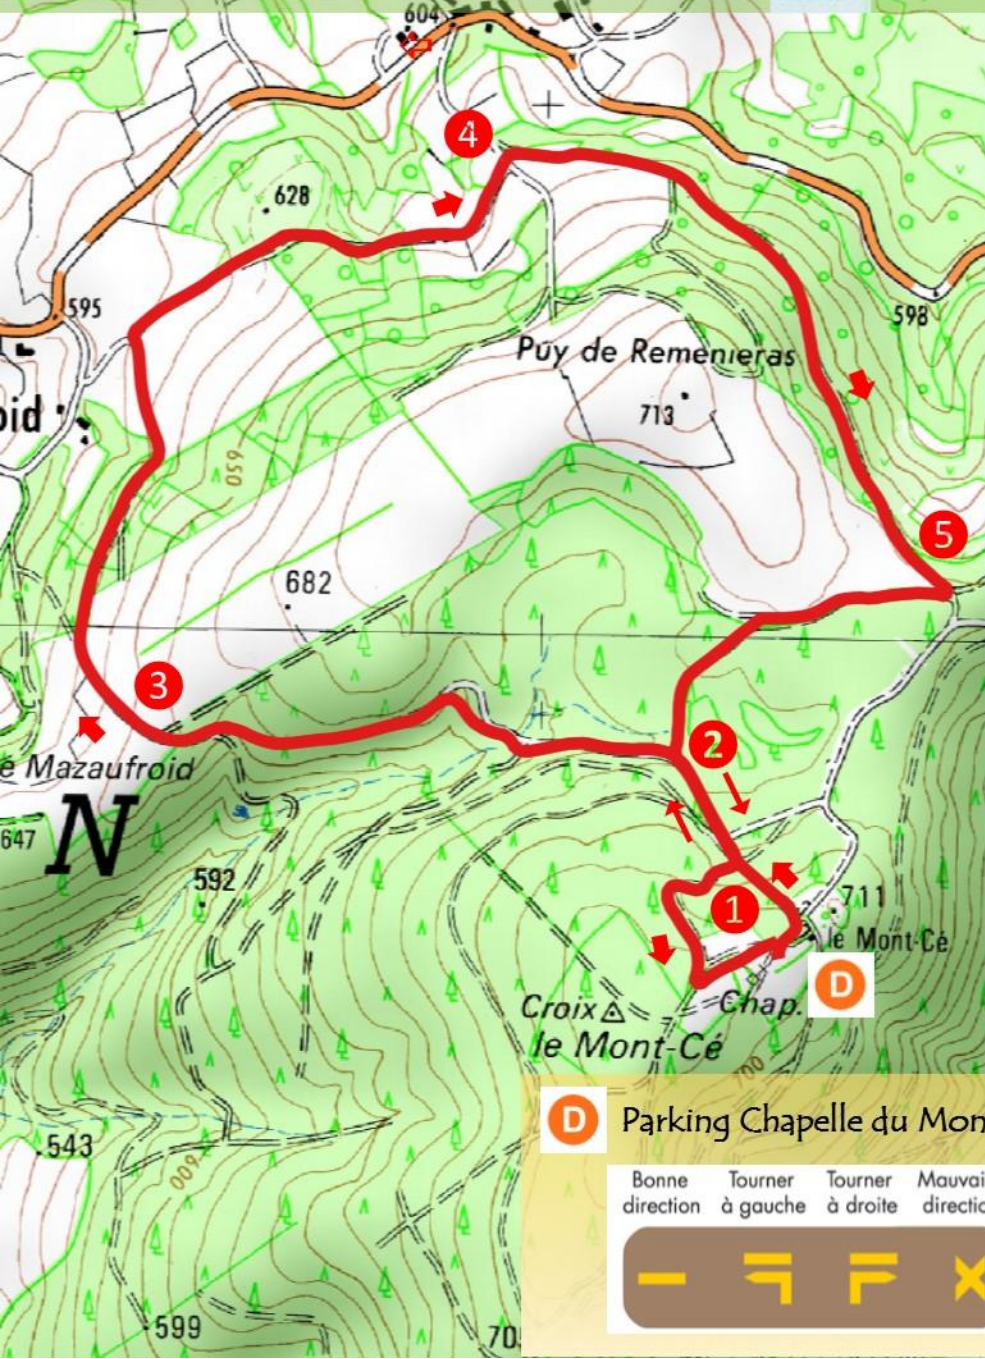 604
4
628
595
598
Puy de Remenieras
713
oid
650
5
682
3
2
é Mazaufroid
N
647
592
1
711
le Mont-Cé
D
Chap.
Croix
le Mont-Cé
700
D Parking Chapelle du Mon
543
600
Bonne direction
Tourner à gauche
Tourner à droite
Mauvai directio
599
70